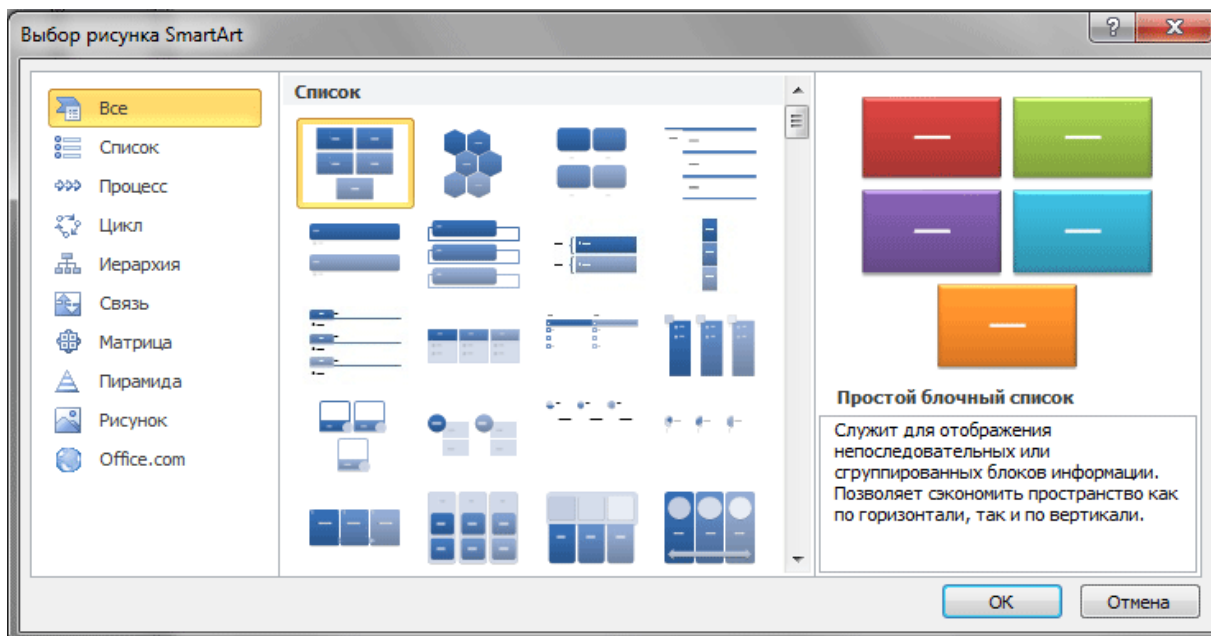 Выбор рисунка SmartArt
Все
Список
Процесс
Цикл
Иерархия
Связь
Матрица
Пирамида
Рисунок
Office.com
Список
Простой блочный список
Служит для отображения
непоследовательных или
сгруппированных блоков информации.
Позволяет сэкономить пространство как
по горизонтали, так и по вертикали.
ОК
Отмена